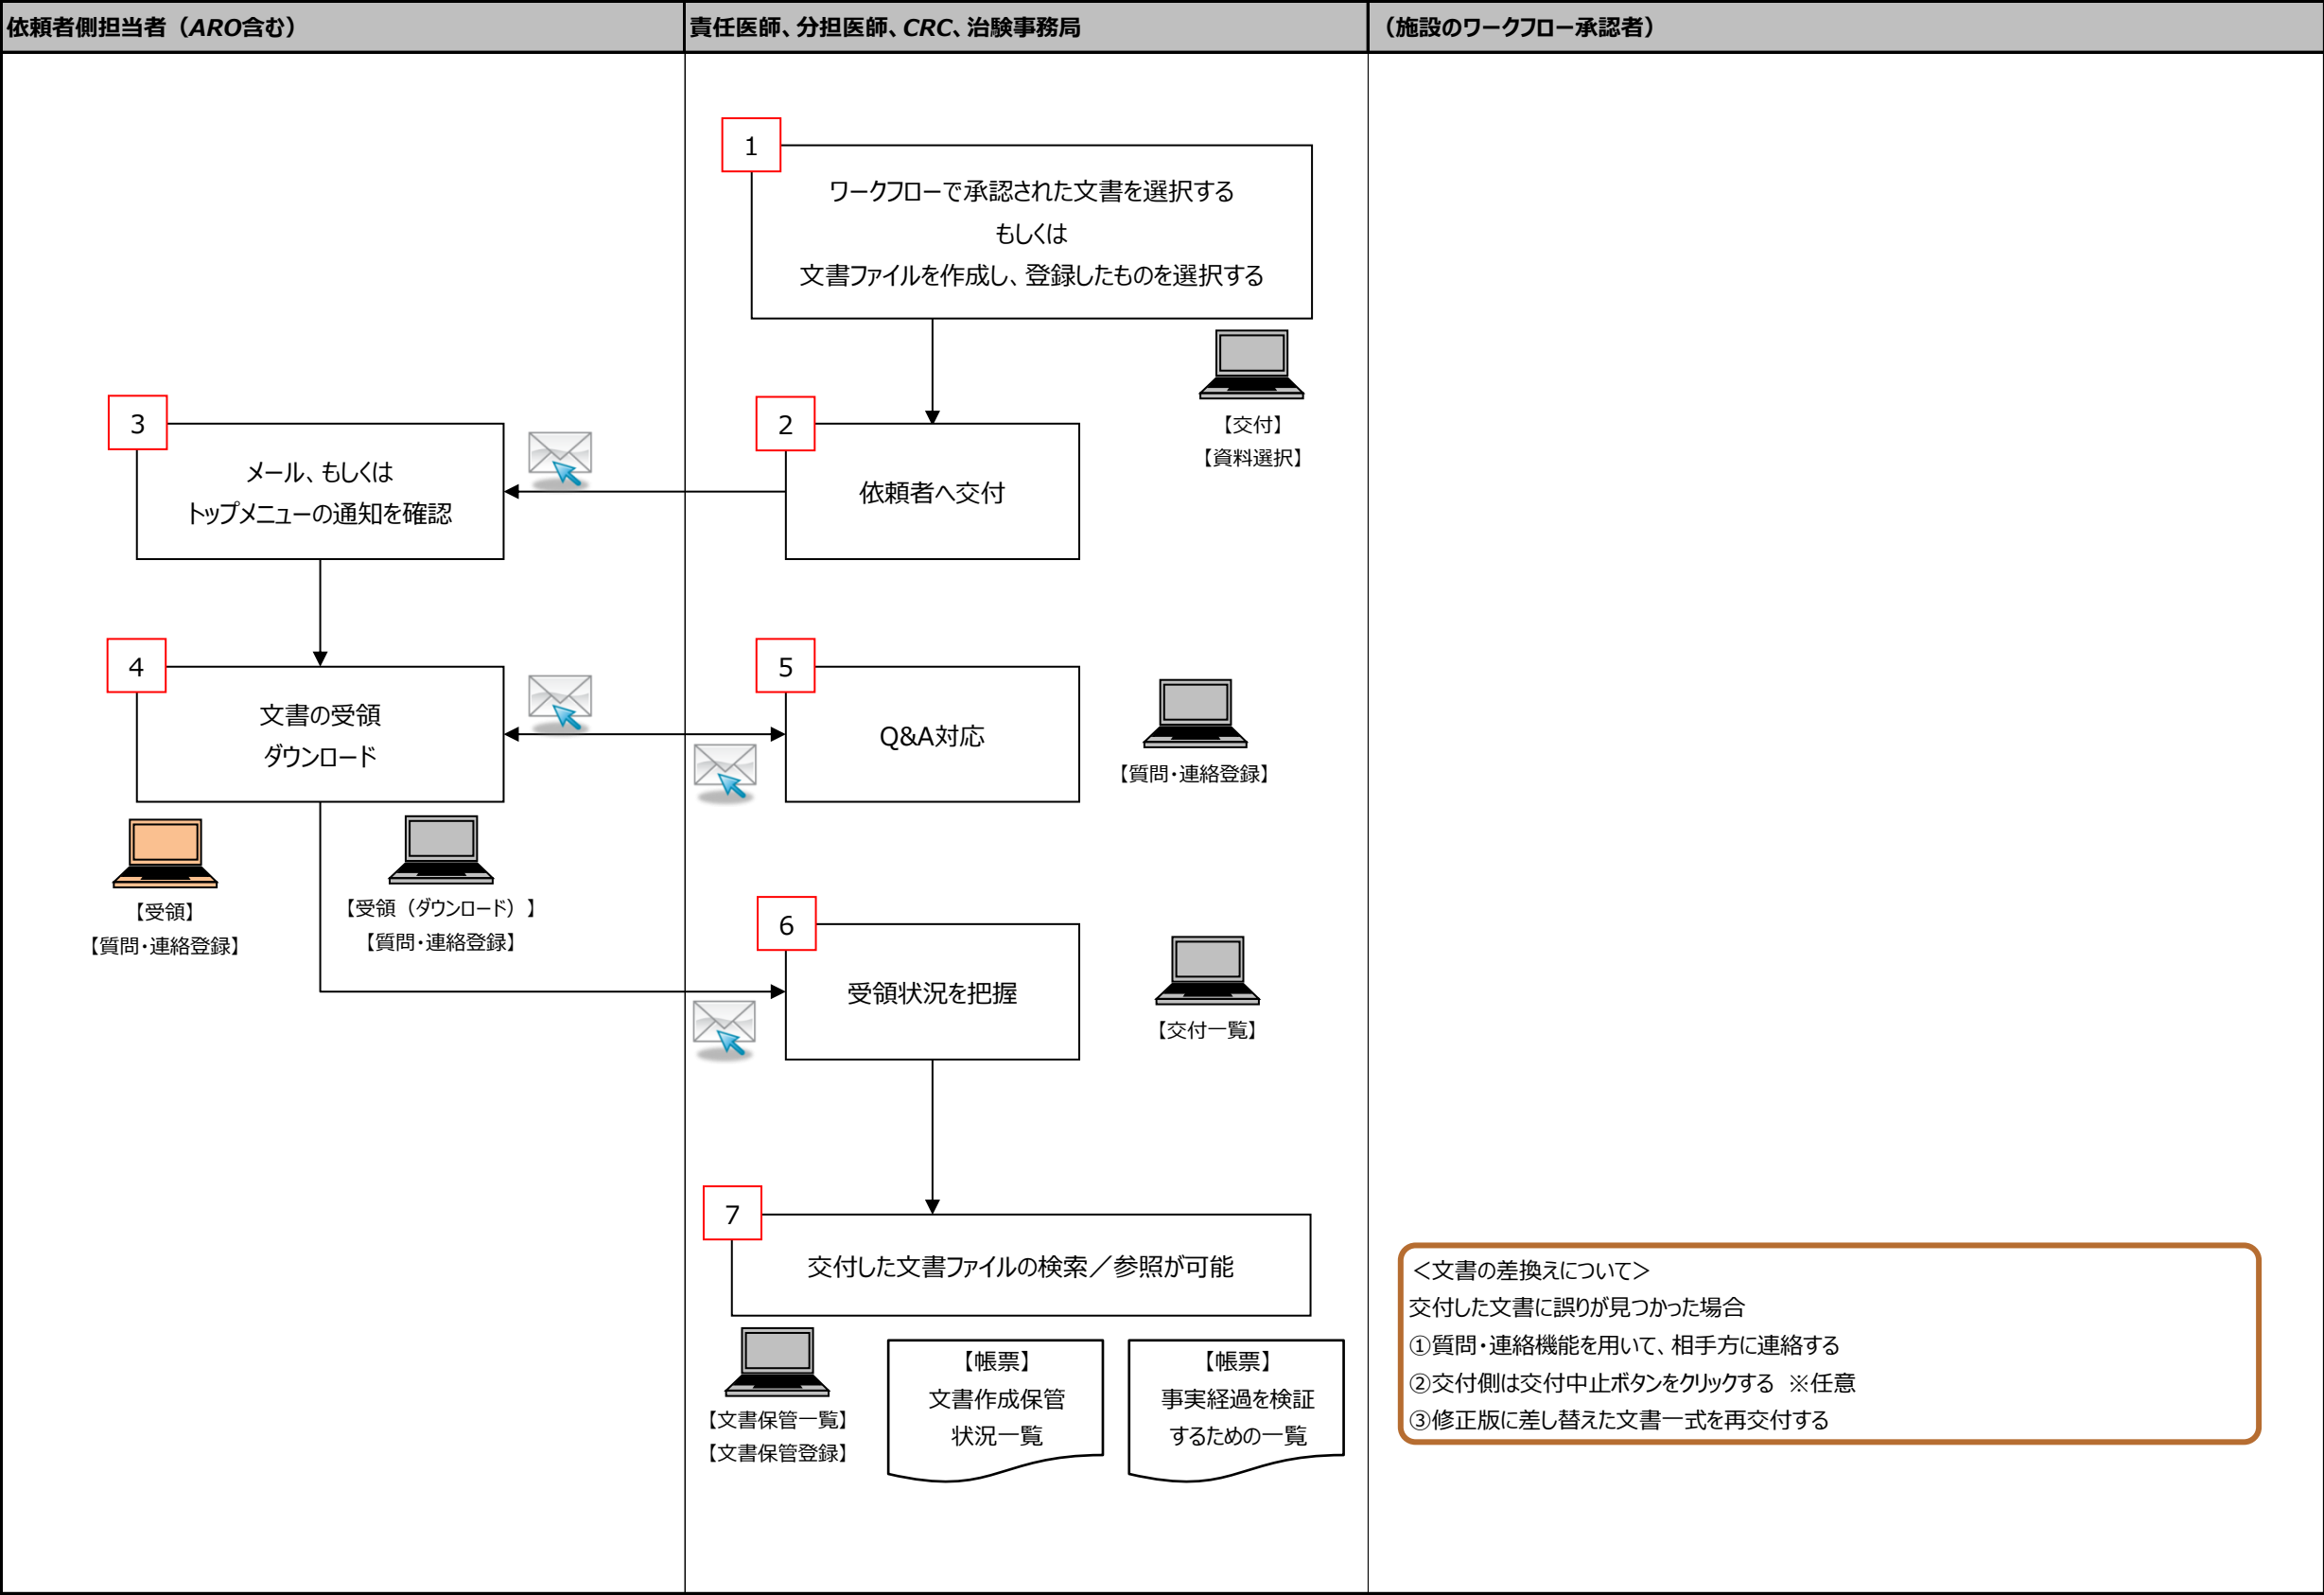 依頼者側担当者（ARO含む）
責任医師、分担医師、CRC、治験事務局
（施設のワークフロー承認者）
1
ワークフローで承認された文書を選択する
もしくは
文書ファイルを作成し、登録したものを選択する
【交付】
【資料選択】
2
依頼者へ交付
3
メール、もしくは
トップメニューの通知を確認
4
文書の受領
ダウンロード
【受領】
【質問・連絡登録】
【受領（ダウンロード）】
【質問・連絡登録】
5
Q&A対応
【質問・連絡登録】
6
受領状況を把握
【交付一覧】
7
交付した文書ファイルの検索／参照が可能
【文書保管一覧】
【文書保管登録】
【帳票】
文書作成保管
状況一覧
【帳票】
事実経過を検証
するための一覧
＜文書の差換えについて＞
交付した文書に誤りが見つかった場合
①質問・連絡機能を用いて、相手方に連絡する
②交付側は交付中止ボタンをクリックする ※任意
③修正版に差し替えた文書一式を再交付する